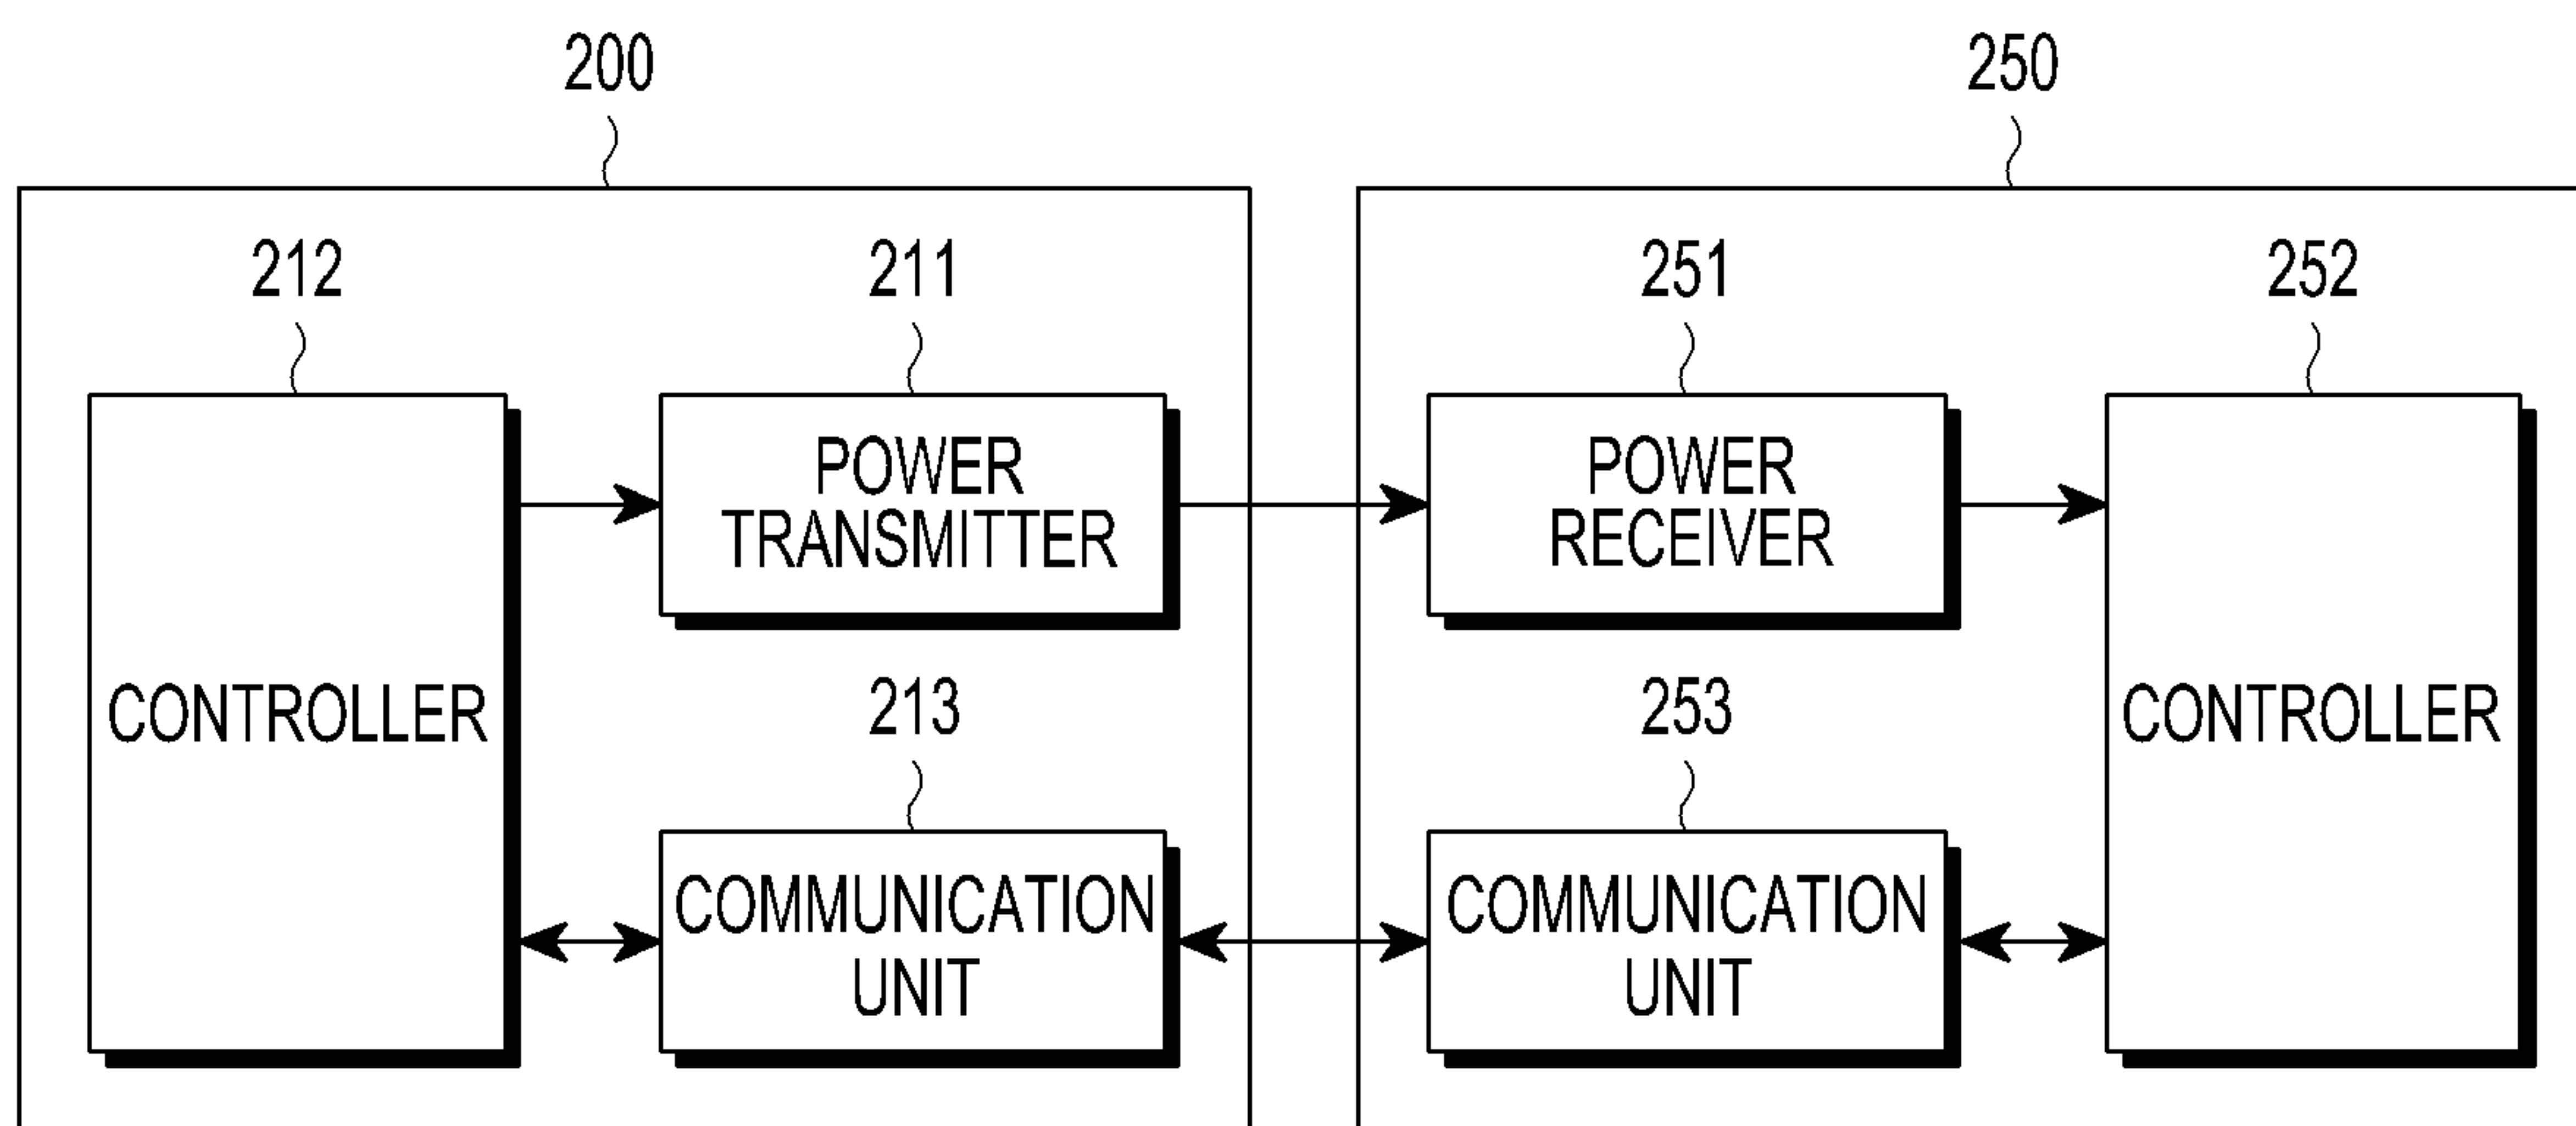 200
250
212
211
251
252
POWER
TRANSMITTER
POWER
RECEIVER
CONTROLLER
213
253
CONTROLLER
COMMUNICATION
UNIT
COMMUNICATION
UNIT